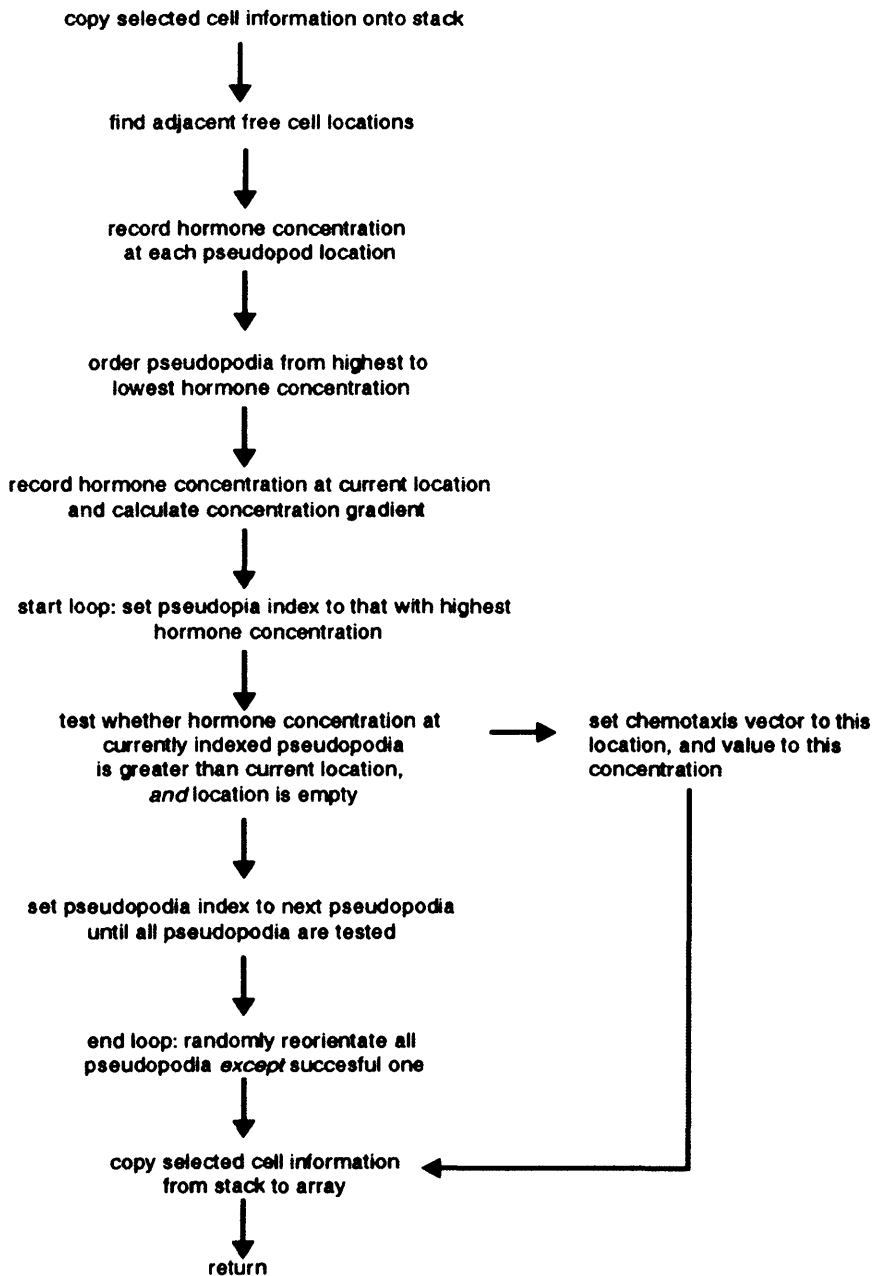 copy selected cell information onto stack
find adjacent free cell locations
record hormone concentration
at each pseudopod location
order pseudopodia from highest to
lowest hormone concentration
record hormone concentration at current location
and calculate concentration gradient
start loop: set pseudopia index to that with highest
hormone concentration
test whether hormone concentration at
currently indexed pseudopodia
is greater than current location,
and location is empty
set chemotaxis vector to this
location, and value to this
concentration
set pseudopodia index to next pseudopodia
until all pseudopodia are tested
end loop: randomly reorientate all
pseudopodia except succesful one
copy selected cell information
from stack to array
return